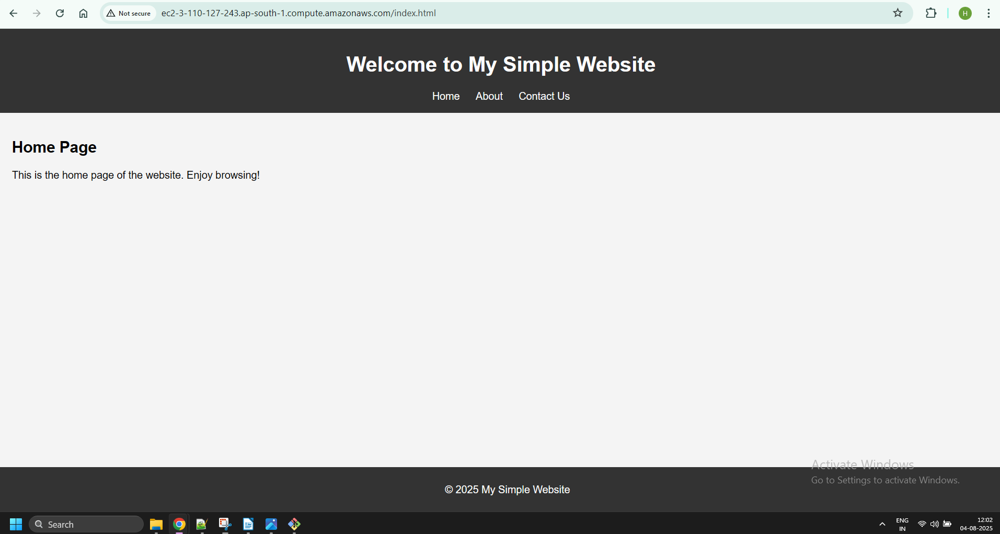 Not secure ec2-3-110-127-243.ap-south-1.compute.amazonaws.com/index.html H
Welcome to My Simple Website
Home About Contact Us
Home Page
This is the home page of the website. Enjoy browsing!
Activate Windows
Go to Settings to activate Windows.
© 2025 My Simple Website
Search
ENG
IN
12:02
04-08-2025